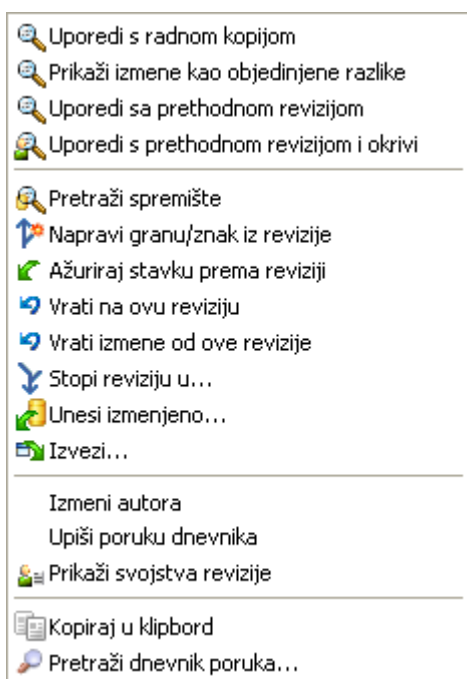 Uporedi s radnom kopijom
Prikaži izmene kao objedinjene razlike
Uporedi sa prethodnom revizijom
Uporedi s prethodnom revizijom i okrivi
Pretraži spremište
Napravi granu/znak iz revizije
Ažuriraj stavku prema reviziji
Vrati na ovu reviziju
Vrati izmene od ove revizije
Stopi reviziju u...
Unesi izmenjeno...
Izvezi...
Izmeni autora
Upiši poruku dnevnika
Prikaži svojstva revizije
Kopiraj u klipbord
Pretraži dnevnik poruka...